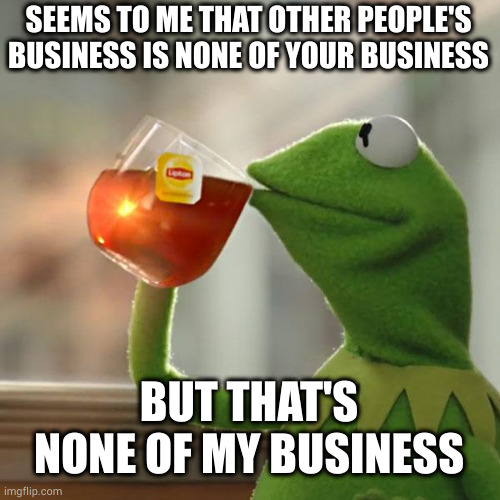 SEEMS TO ME THAT OTHER PEOPLE'S
BUSINESS IS NONE OF YOUR BUSINESS
Lipton
BUT THAT'S
NONE OF MY BUSINESS
imgflip.com